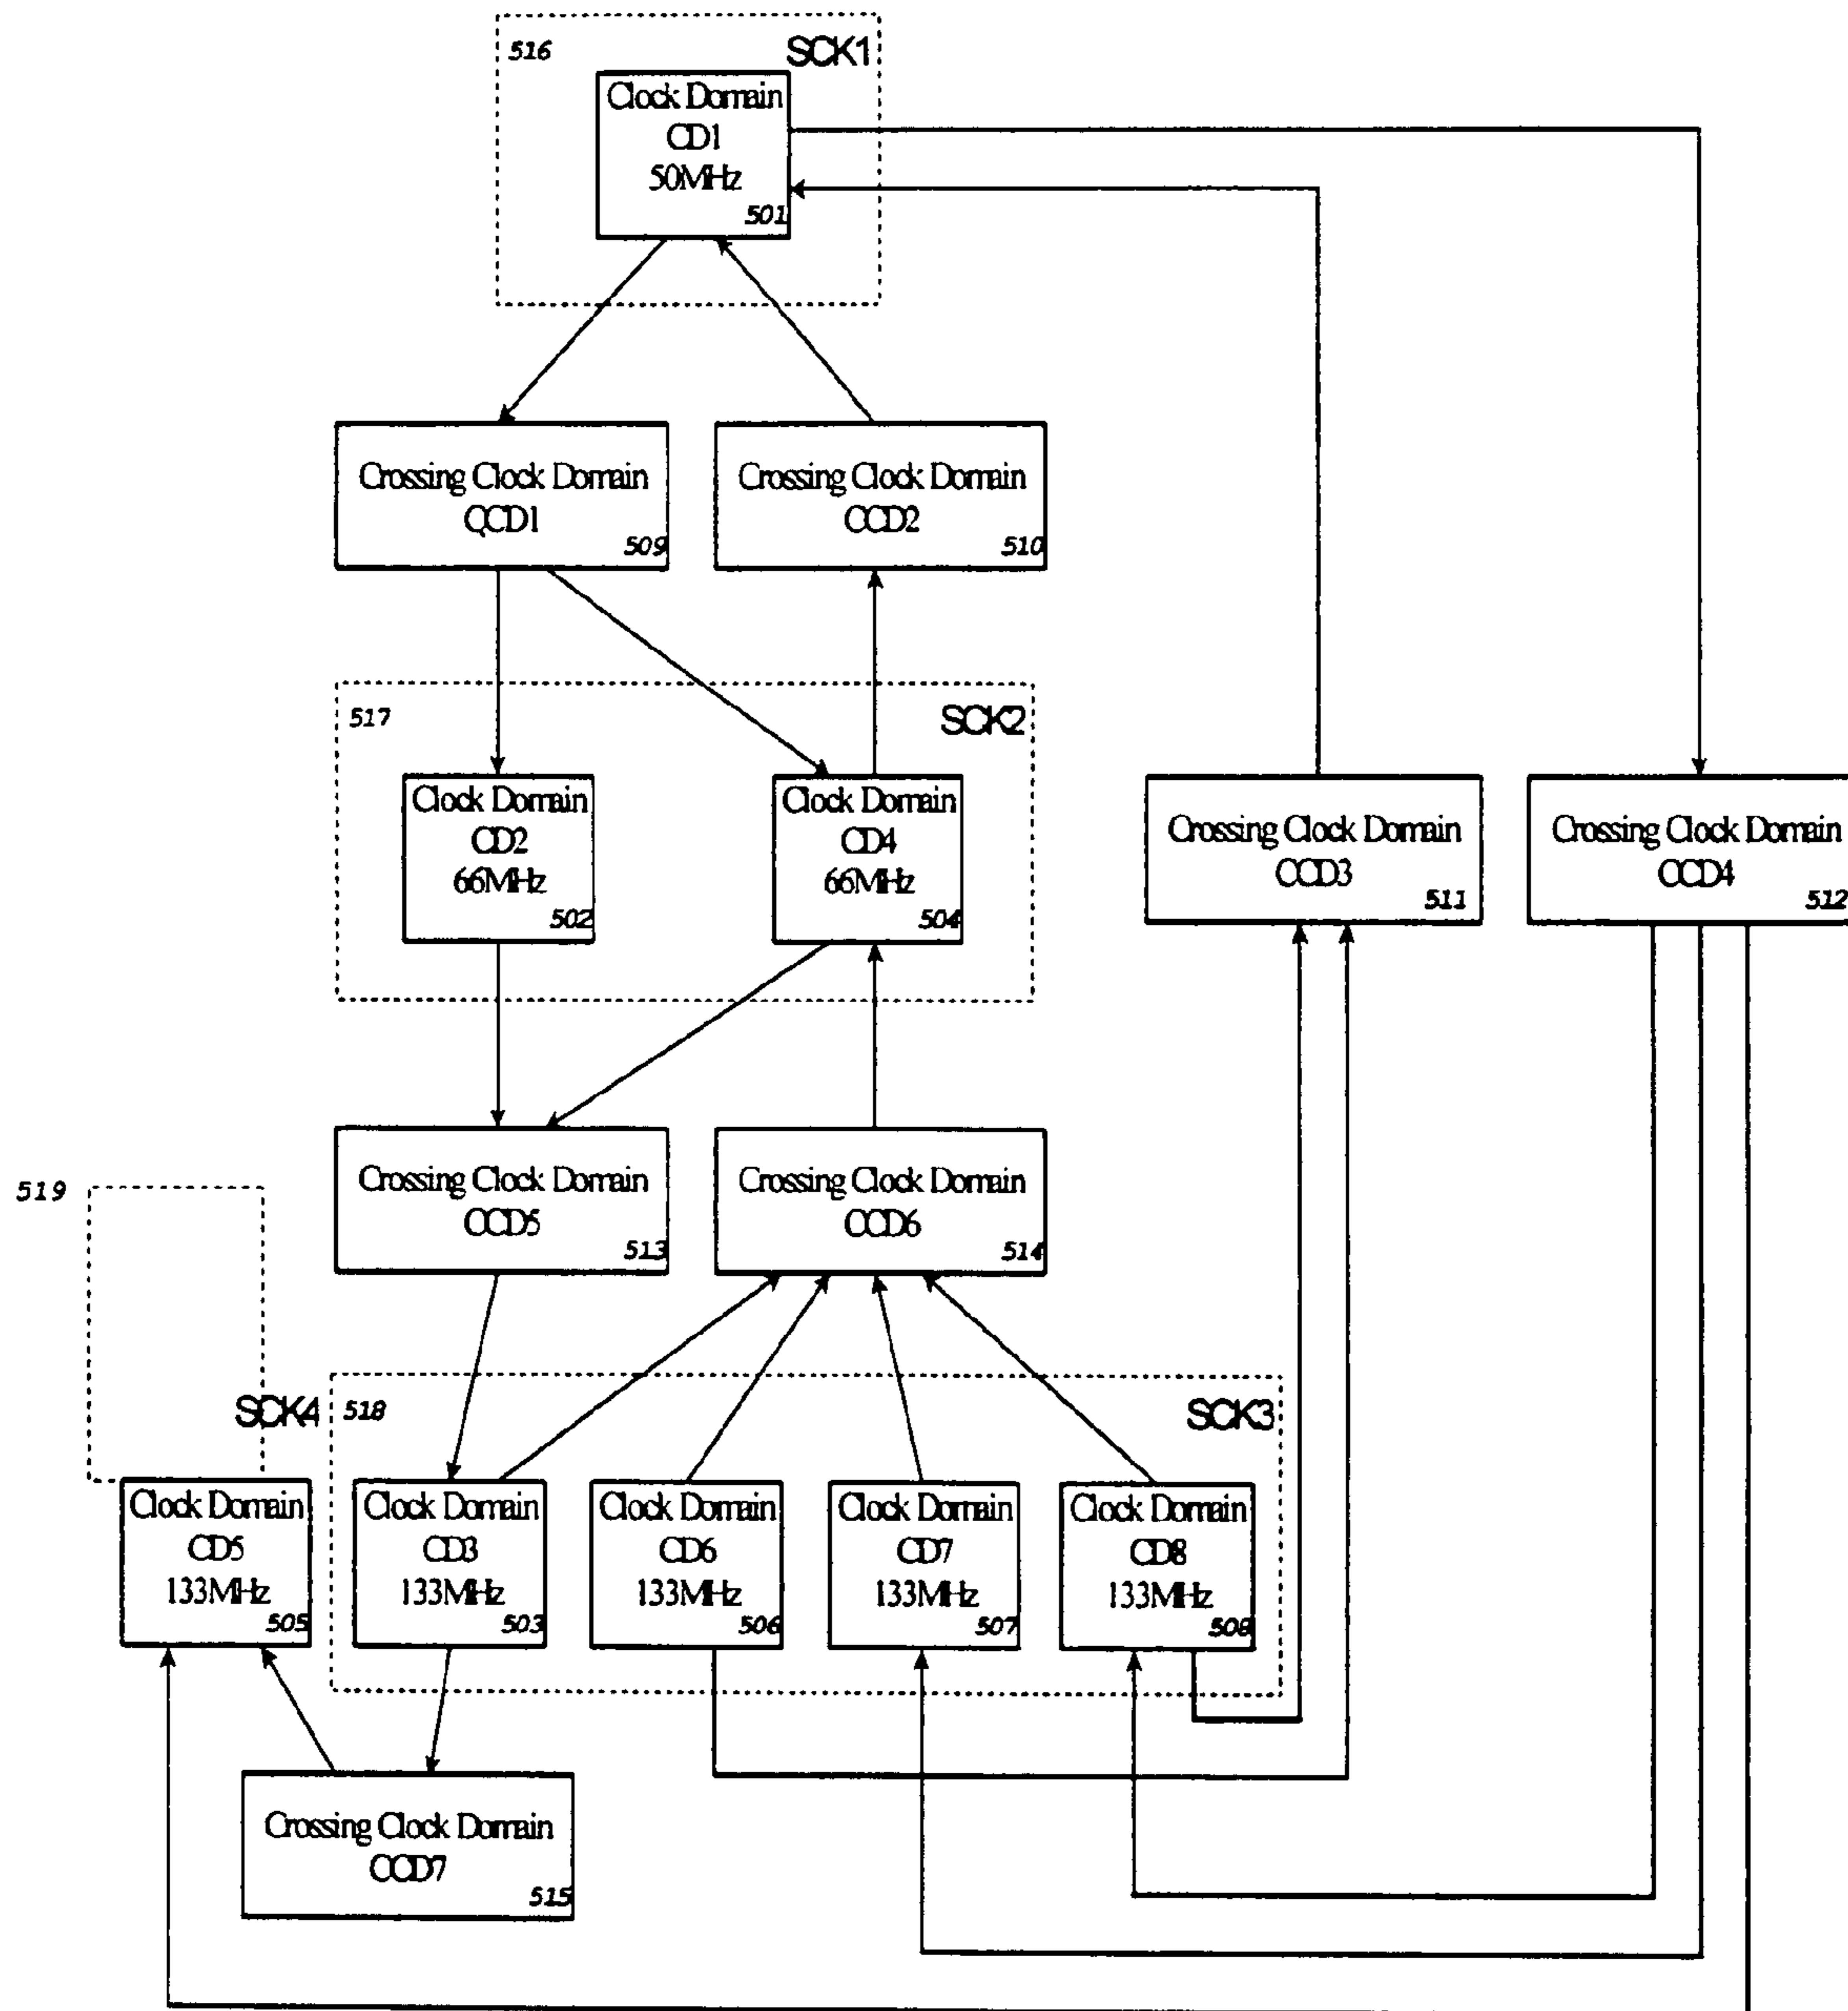 516
SCK1
Clock Domain
CD1
50MHz
501
Crossing Clock Domain
CCD1
509
Crossing Clock Domain
CCD2
510
517
SCK2
Clock Domain
CD2
66MHz
502
Clock Domain
CD4
66MHz
504
Crossing Clock Domain
CCD3
511
Crossing Clock Domain
CCD4
512
Crossing Clock Domain
CCD5
513
Crossing Clock Domain
CCD6
514
519
SCK4
518
SCK3
Clock Domain
CD5
133MHz
505
Clock Domain
CD3
133MHz
503
Clock Domain
CD6
133MHz
506
Clock Domain
CD7
133MHz
507
Clock Domain
CD8
133MHz
508
Crossing Clock Domain
CCD7
515